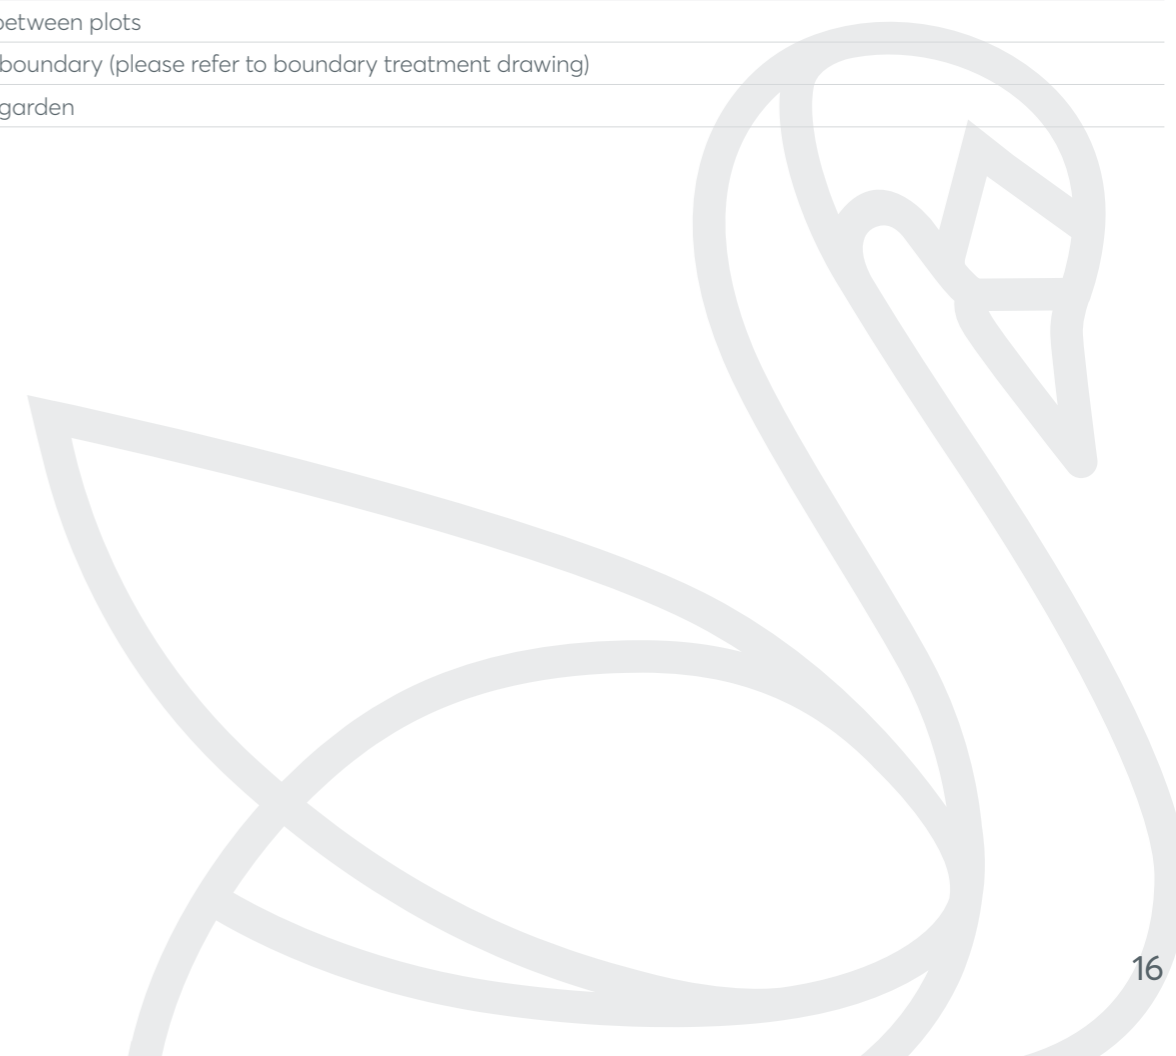 between plots
boundary (please refer to boundary treatment drawing)
garden
16